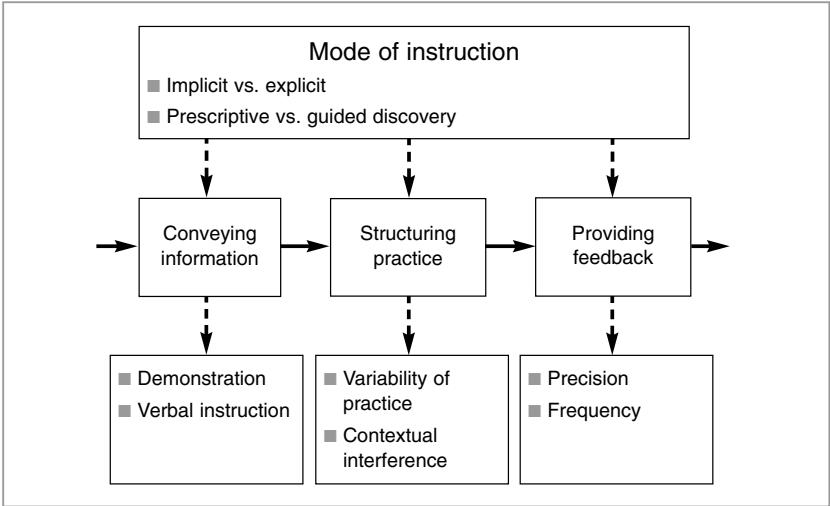 Mode of instruction
■ Implicit vs. explicit
■ Prescriptive vs. guided discovery
Conveying
information
Structuring
practice
Providing
feedback
■ Demonstration
■ Verbal instruction
■ Variability of
practice
■ Contextual
interference
■ Precision
■ Frequency